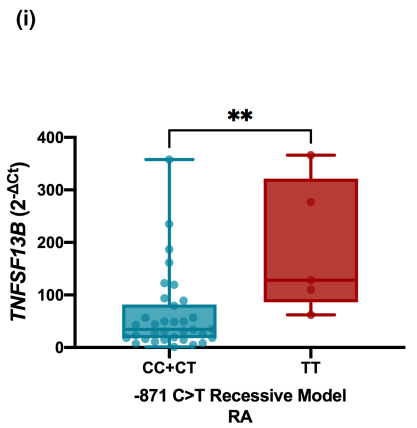 (i)
**
TNFSF13B (2-ΔCt)
400
300
200
100
0
CC+CT TT
-871 C>T Recessive Model
RA